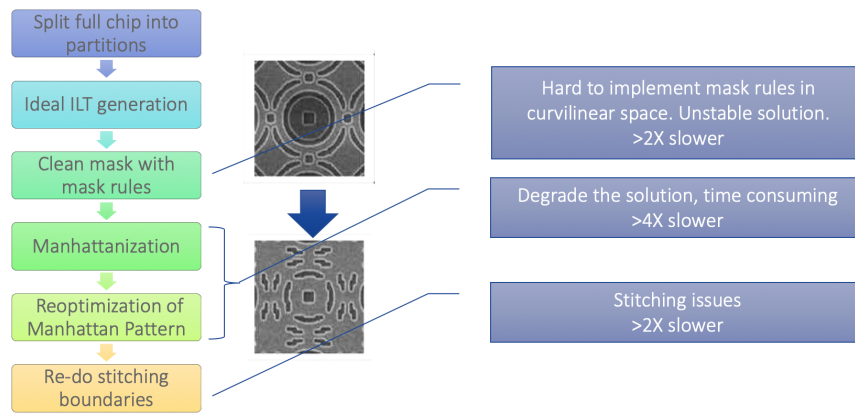 Split full chip into
partitions
Ideal ILT generation
Clean mask with
mask rules
Manhattanization
Reoptimization of
Manhattan Pattern
Re-do stitching
boundaries
Hard to implement mask rules in
curvilinear space. Unstable solution.
>2X slower
Degrade the solution, time consuming
>4X slower
Stitching issues
>2X slower